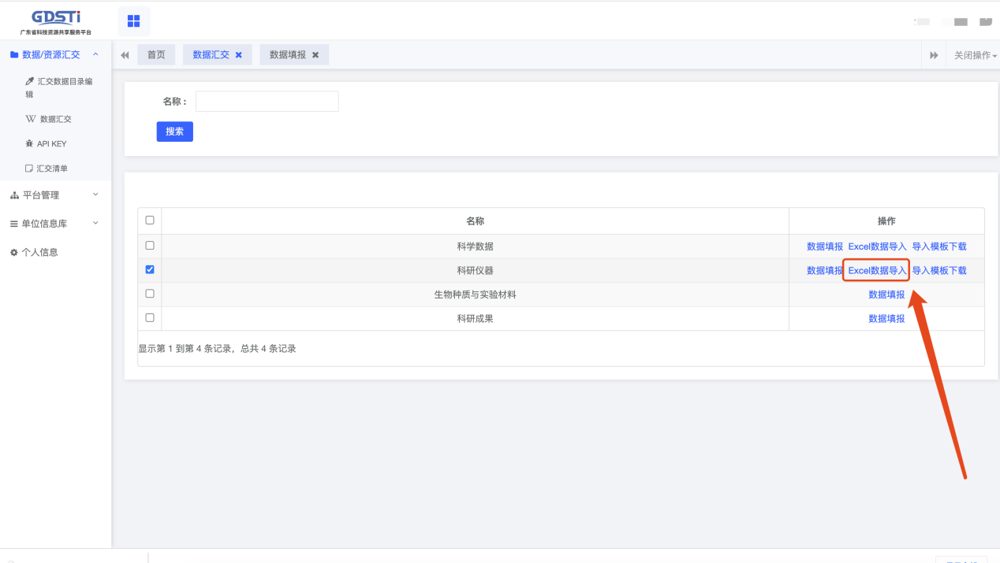 GDSTi
广东省科技资源共享服务平台
数据/资源汇交
首页
数据汇交
数据填报
关闭操作
汇交数据目录编
辑
数据汇交
API KEY
汇交清单
平台管理
单位信息库
个人信息
名称：
搜索
名称 操作
科学数据 数据填报 Excel数据导入 导入模板下载
科研仪器 数据填报 Excel数据导入 导入模板下载
生物种质与实验材料 数据填报
科研成果 数据填报
显示第 1 到第 4 条记录，总共 4 条记录